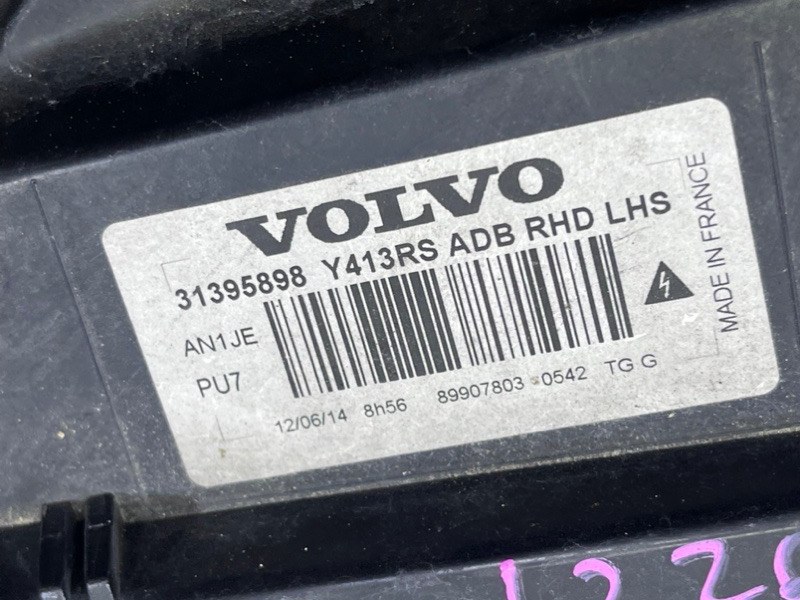 VOLVO
31395898 Y413RS ADB RHD LHS
AN1JE
PU7
12/06/14 8h56 89907803 0542 TG G
MADE IN FRANCE